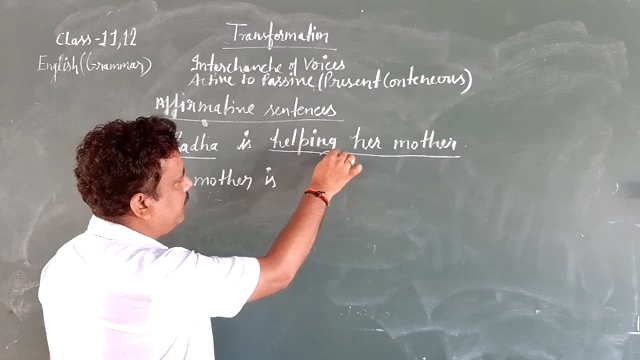 Class-11,12
Transformation
English (Grammar)
Interchange of Voices
Active to Passive (Present Conteneous)
Affirmative sentences
adha is helping her mother.
mother is